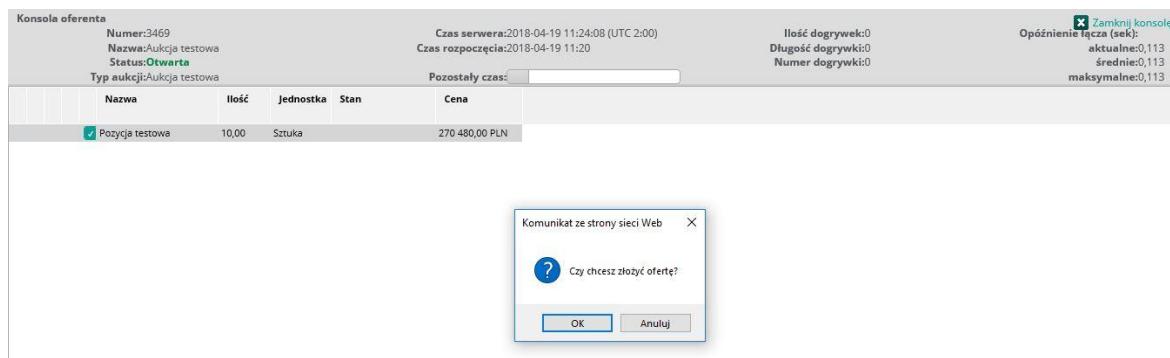 Konsola oferenta
Zamknij konsolę
Numer:3469
Czas serwera:2018-04-19 11:24:08 (UTC 2:00)
Ilość dogrywek:0
Opóźnienie łącza (sek):
Nazwa:Aukcja testowa
Czas rozpoczęcia:2018-04-19 11:20
Długość dogrywki:0
aktualne:0,113
Status:Otwarta
Numer dogrywki:0
średnie:0,113
Typ aukcji:Aukcja testowa
Pozostały czas:
maksymalne:0,113
Nazwa Ilość Jednostka Stan Cena
Pozycja testowa 10,00 Sztuka 270 480,00 PLN
Komunikat ze strony sieci Web
Czy chcesz złożyć ofertę?
OK Anuluj